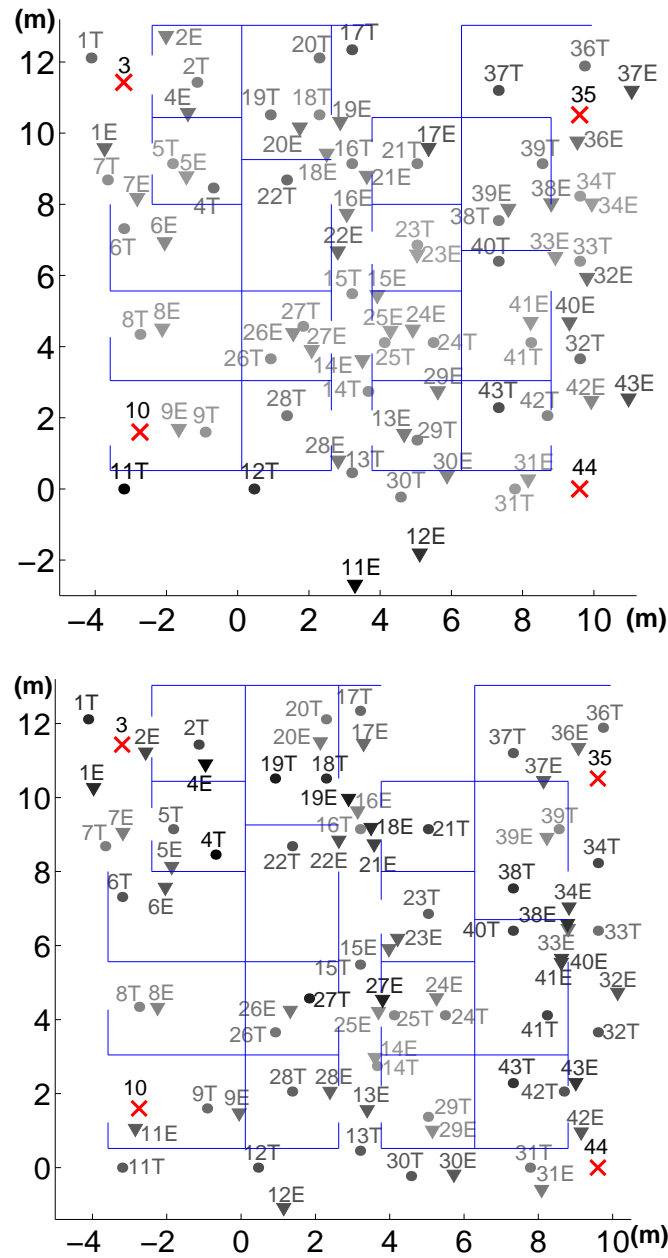 (m)
12
10
8
6
4
2
0
−2
1T
2E
20T
17T
36T
3
2T
37T
37E
4E
19T
18T
19E
35
1E
20E
17E
36E
5T
5E
18E
16T
21T
39T
7T
7E
4T
22T
21E
34T
6T
6E
16E
39E
38E
34E
22E
23T
38T
23E
40T
33E
33T
15T
15E
32E
8T
8E
27T
26E
27E
25E
24E
41E
40E
26T
14E
25T
24T
41T
32T
28T
14T
29E
43T
42E
43E
10
9E
9T
13E
29T
42T
28E
13T
30E
31E
11T
12T
30T
31T
44
12E
11E
−4
−2
0
2
4
6
8
10
(m)
(m)
12
10
8
6
4
2
0
1T
3
2E
2T
20T
17T
36T
20E
17E
37T
36E
35
1E
4E
19T
18T
37E
19E
16E
7E
5T
16T
18E
21T
39E
39T
7T
5E
4T
22T
22E
21E
34T
6T
6E
38T
34E
23T
38E
40T
33T
15E
23E
33E
40E
15T
41E
32E
8T
8E
26E
27T
27E
24E
26T
25E
25T
24T
41T
32T
14E
14T
28T
28E
43T
43E
10
9T
9E
13E
29T
42T
11E
29E
42E
11T
12T
13T
30T
30E
31T
44
31E
12E
−4
−2
0
2
4
6
8
10
(m)